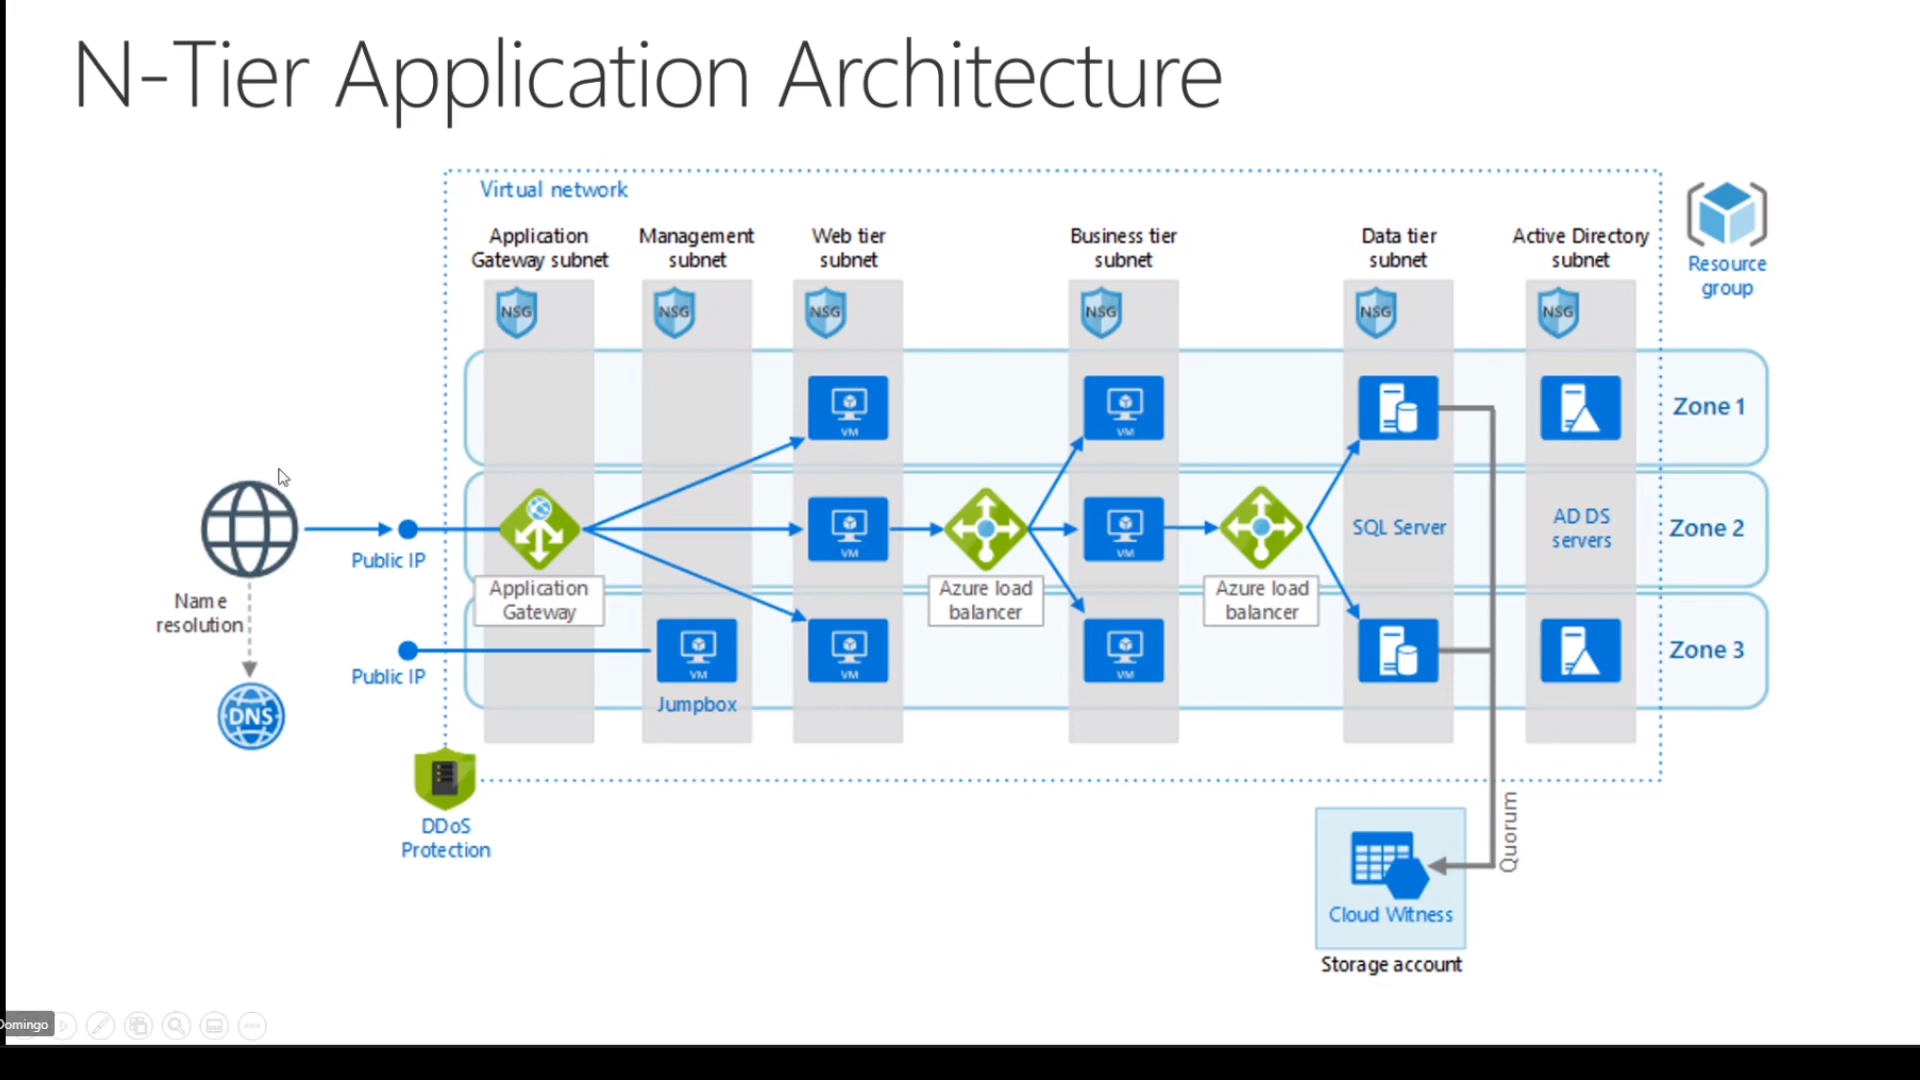 N-Tier Application Architecture
Virtual network
Application
Gateway subnet
Management
subnet
Web tier
subnet
Business tier
subnet
Data tier
subnet
Active Directory
subnet
Resource
group
NSG
NSG
NSG
NSG
NSG
NSG
VM
VM
Zone 1
Public IP
Application
Gateway
VM
Azure load
balancer
VM
Azure load
balancer
SQL Server
AD DS
servers
Zone 2
Name
resolution
DNS
Public IP
VM
Jumpbox
VM
VM
Zone 3
DDoS
Protection
Quorum
Cloud Witness
Storage account
Domingo